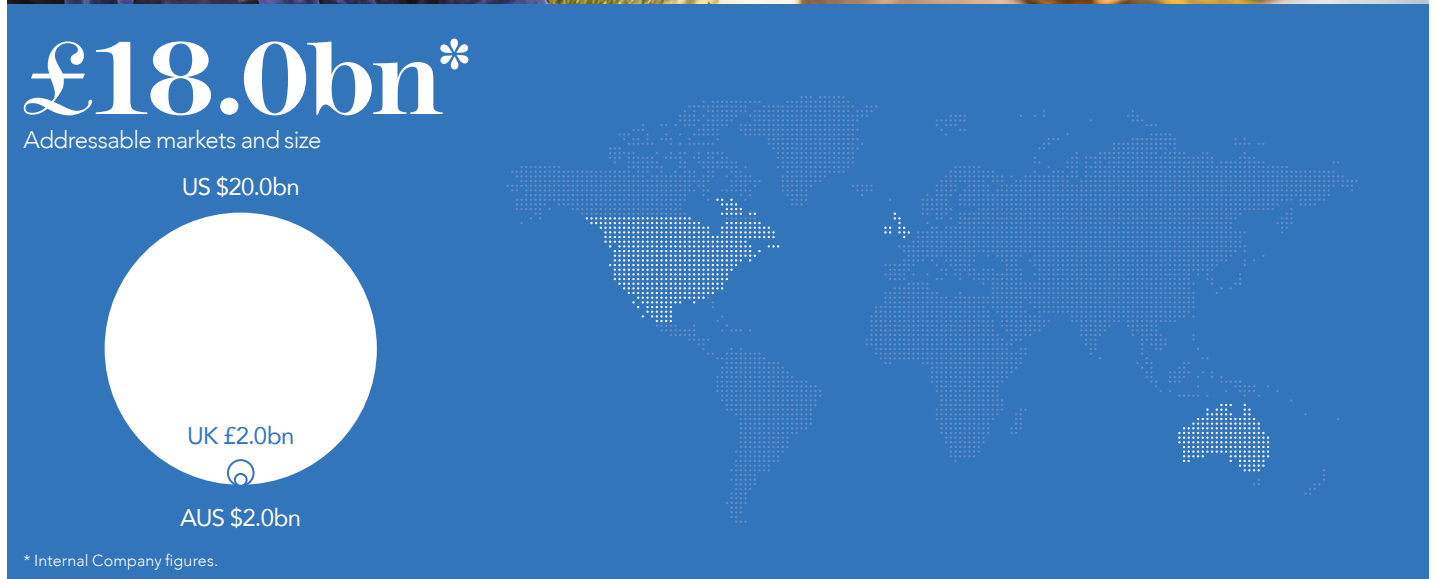 £18.0bn*
Addressable markets and size
US $20.0bn
UK £2.0bn
AUS $2.0bn
* Internal Company figures.